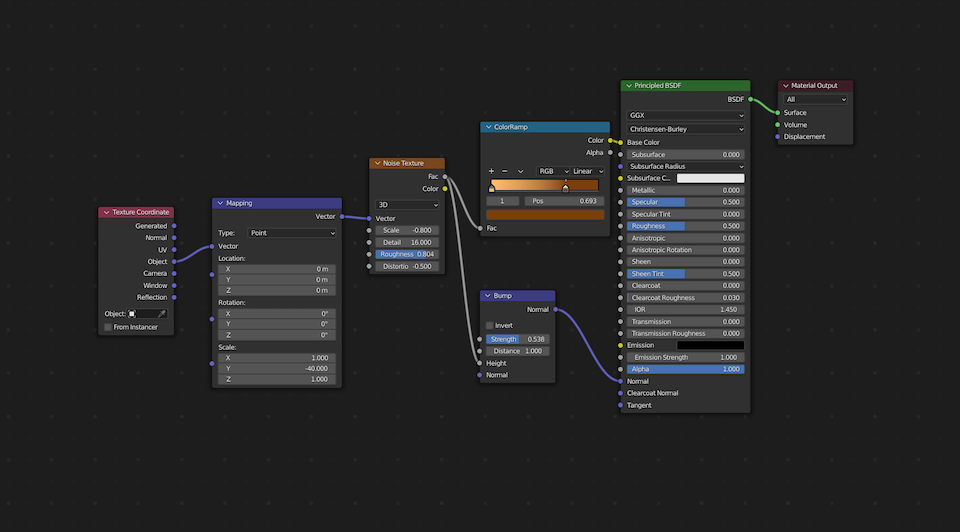 Texture Coordinate
Generated
Normal
UV
Object
Camera
Window
Reflection
Object:
From Instancer
Mapping
Vector
Type: Point
Vector
Location:
X 0 m
Y 0 m
Z 0 m
Rotation:
X 0°
Y 0°
Z 0°
Scale:
X 1.000
Y -40.000
Z 1.000
Noise Texture
Fac
Color
3D
Vector
Scale -0.800
Detail 16.000
Roughness 0.804
Distortio -0.500
ColorRamp
Color
Alpha
RGB Linear
1 Pos 0.693
Fac
Bump
Normal
Invert
Strength 0.538
Distance 1.000
Height
Normal
Principled BSDF
BSDF
GGX
Christensen-Burley
Base Color
Subsurface 0.000
Subsurface Radius
Subsurface C...
Metallic 0.000
Specular 0.500
Specular Tint 0.000
Roughness 0.500
Anisotropic 0.000
Anisotropic Rotation 0.000
Sheen 0.000
Sheen Tint 0.500
Clearcoat 0.000
Clearcoat Roughness 0.030
IOR 1.450
Transmission 0.000
Transmission Roughness 0.000
Emission
Emission Strength 1.000
Alpha 1.000
Normal
Clearcoat Normal
Tangent
Material Output
All
Surface
Volume
Displacement